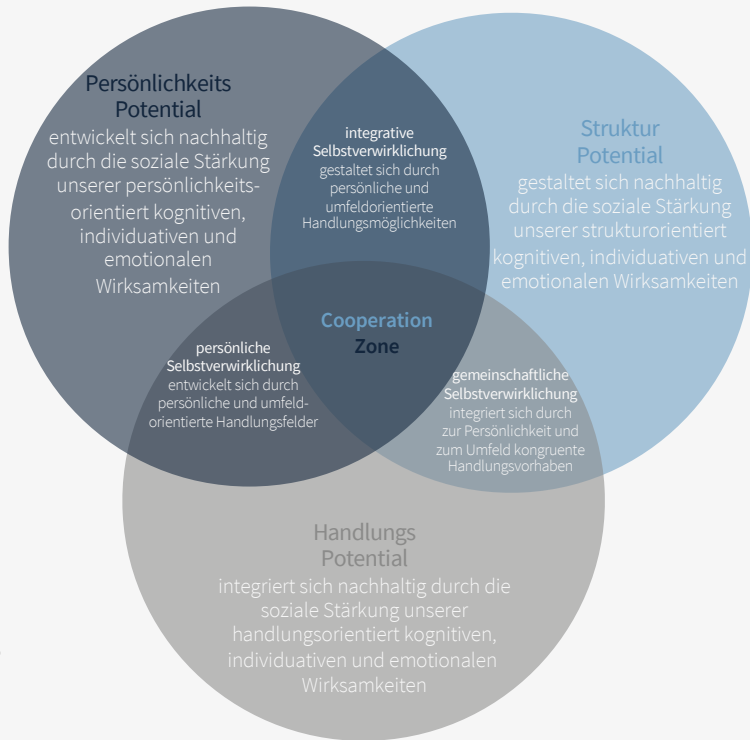 Persönlichkeits
Potential
entwickelt sich nachhaltig
durch die soziale Stärkung
unserer persönlichkeits-
orientiert kognitiven,
individuativen und
emotionalen
Wirksamkeiten
integrative
Selbstverwirklichung
gestaltet sich durch
persönliche und
umfeldorientierte
Handlungsmöglichkeiten
Struktur
Potential
gestaltet sich nachhaltig
durch die soziale Stärkung
unserer strukturorientiert
kognitiven, individuativen und
emotionalen Wirksamkeiten
Cooperation
Zone
persönliche
Selbstverwirklichung
entwickelt sich durch
persönliche und umfeld-
orientierte Handlungsfelder
gemeinschaftliche
Selbstverwirklichung
integriert sich durch
zur Persönlichkeit und
zum Umfeld kongruente
Handlungsvorhaben
Handlungs
Potential
integriert sich nachhaltig durch die
soziale Stärkung unserer
handlungsorientiert kognitiven,
individuativen und emotionalen
Wirksamkeiten